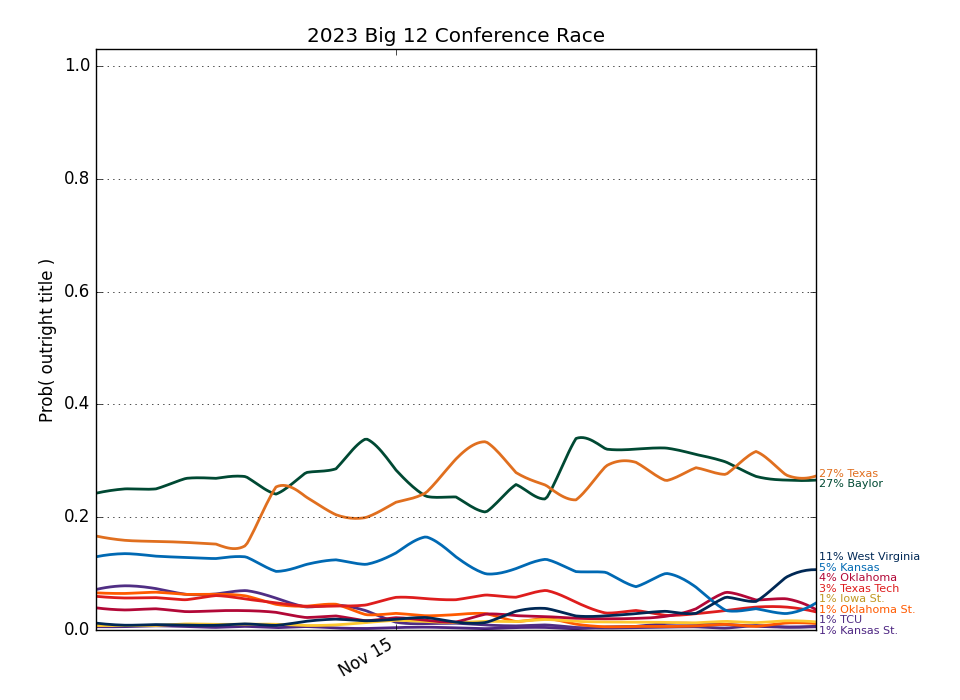 2023 Big 12 Conference Race
Prob( outright title )
1.0
0.8
0.6
0.4
0.2
0.0
Nov 15
27% Texas
27% Baylor
11% West Virginia
5% Kansas
4% Oklahoma
3% Texas Tech
1% Iowa St.
1% Oklahoma St.
1% TCU
1% Kansas St.